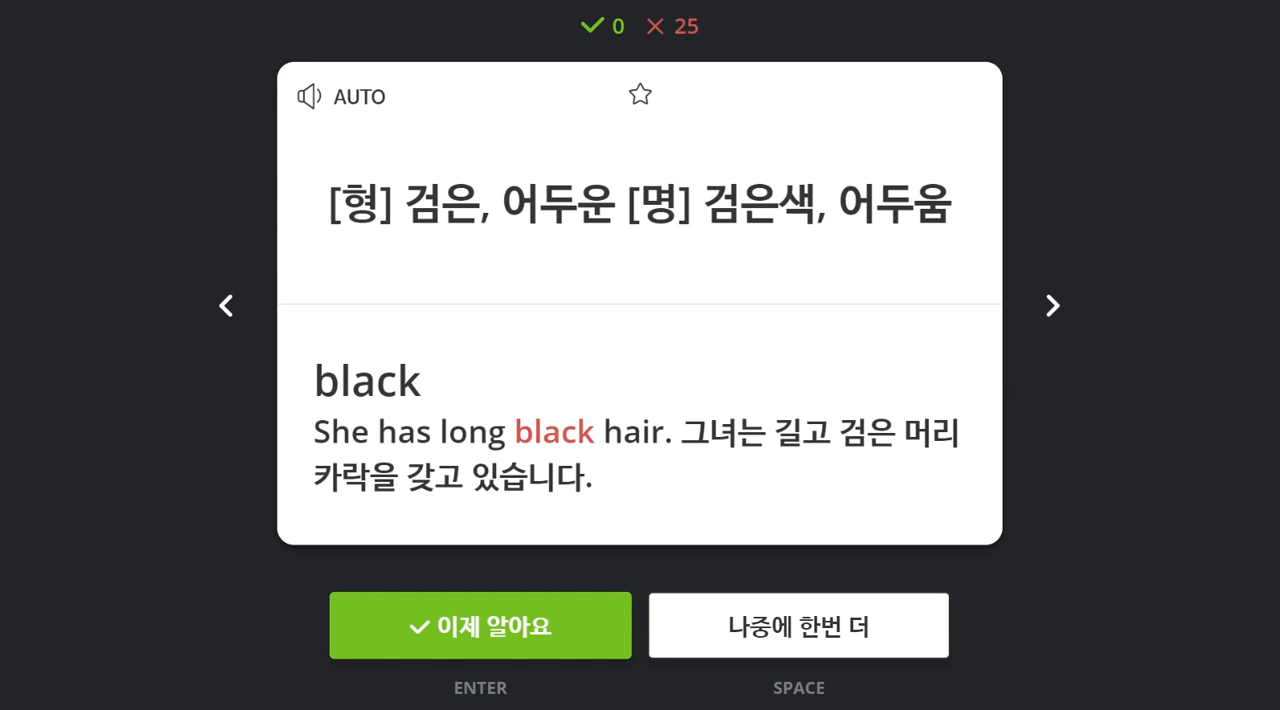 0 25
AUTO
[형] 검은, 어두운 [명] 검은색, 어두움
black
She has long black hair. 그녀는 길고 검은 머리
카락을 갖고 있습니다.
이제 알아요 나중에 한번 더
ENTER SPACE